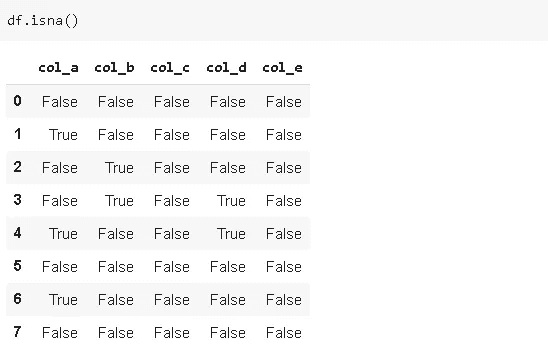 df.isna()
col_a col_b col_c col_d col_e
0 False False False False False
1 True False False False False
2 False True False False False
3 False True False True False
4 True False False True False
5 False False False False False
6 True False False False False
7 False False False False False